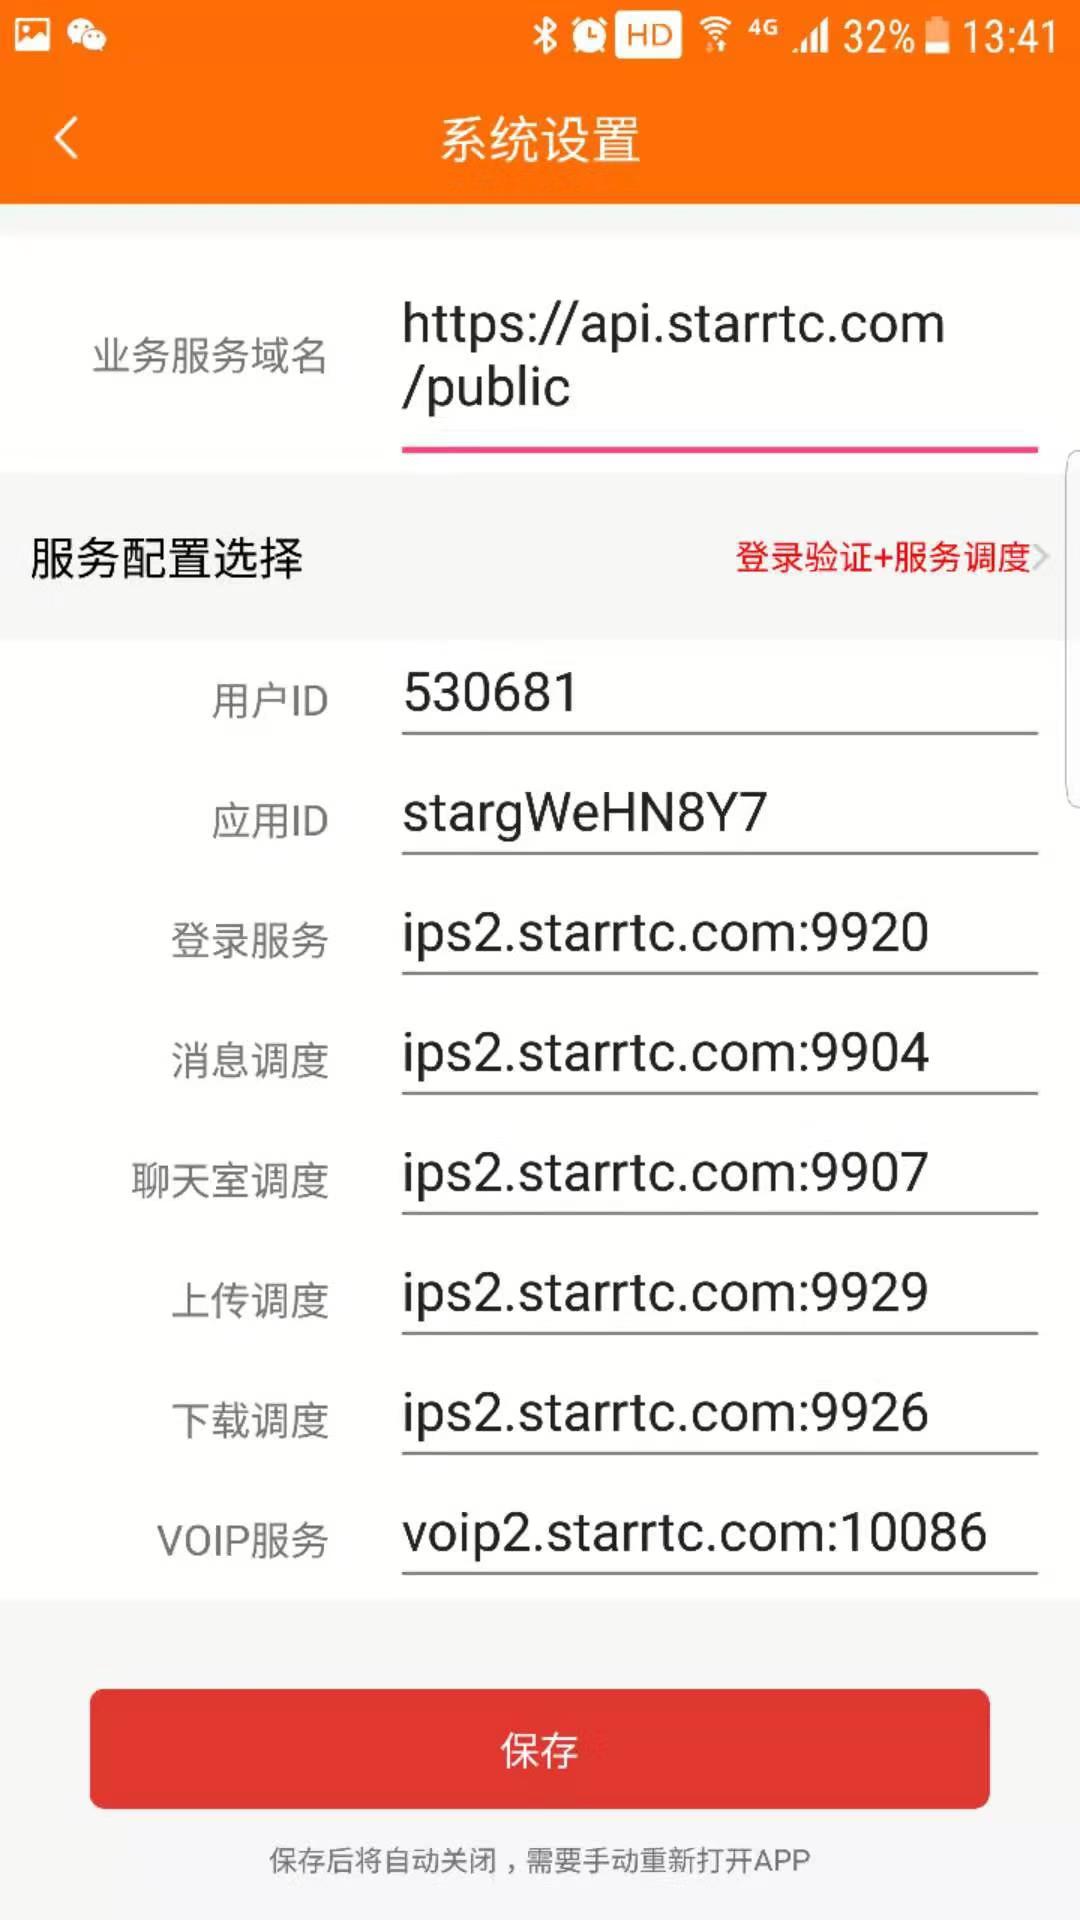 HD 4G 32% 13:41
系统设置
业务服务域名
https://api.starrtc.com
/public
服务配置选择 登录验证+服务调度
用户ID 530681
应用ID stargWeHN8Y7
登录服务 ips2.starrtc.com:9920
消息调度 ips2.starrtc.com:9904
聊天室调度 ips2.starrtc.com:9907
上传调度 ips2.starrtc.com:9929
下载调度 ips2.starrtc.com:9926
VOIP服务 voip2.starrtc.com:10086
保存
保存后将自动关闭，需要手动重新打开APP